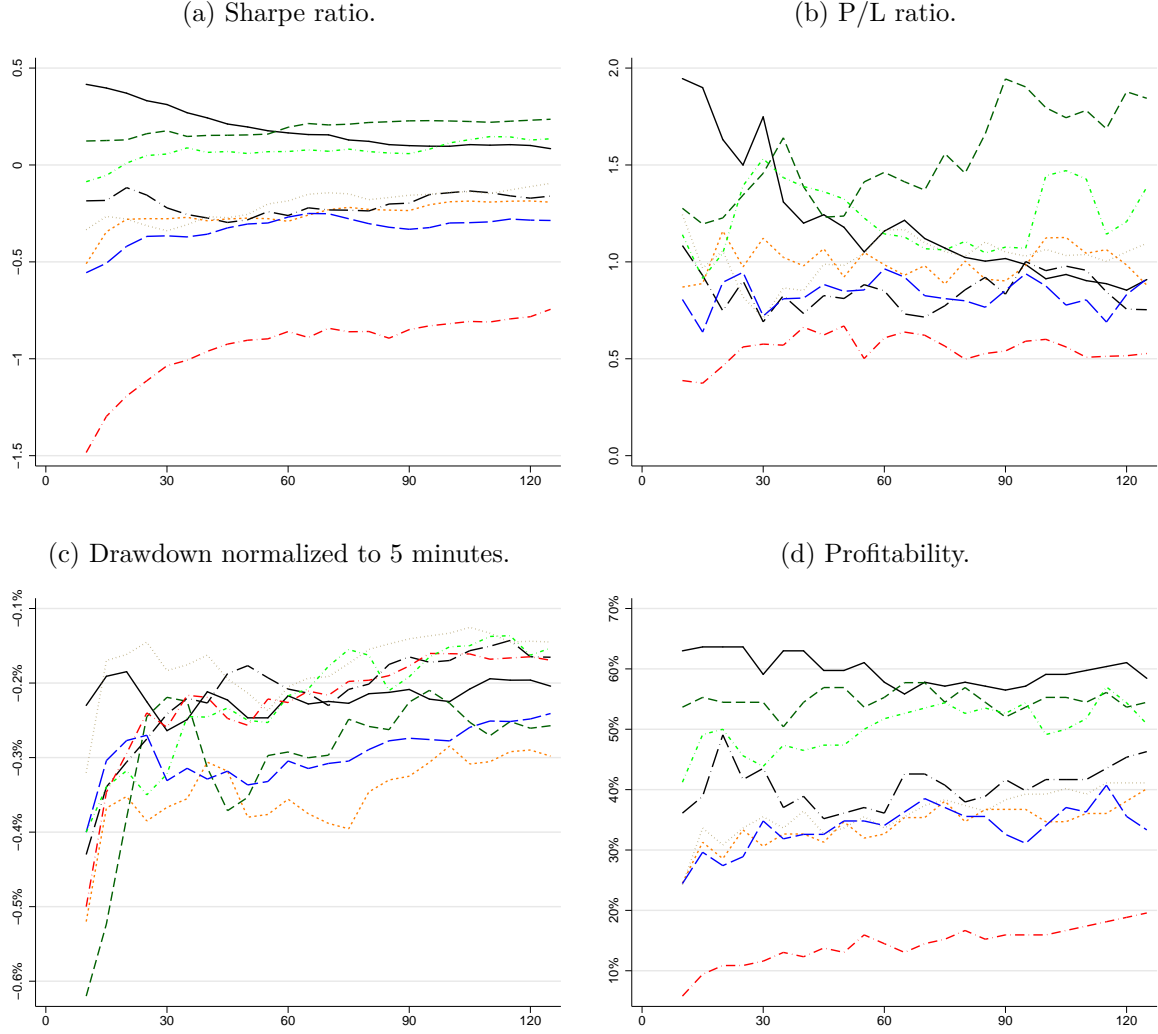 (a) Sharpe ratio.
(b) P/L ratio.
0.5
0
−0.5
−1
−1.5
0 30 60 90 120
2.0
1.5
1.0
0.5
0.0
0 30 60 90 120
(c) Drawdown normalized to 5 minutes.
(d) Profitability.
−0.1%
−0.2%
−0.3%
−0.4%
−0.5%
−0.6%
0 30 60 90 120
70%
60%
50%
40%
30%
20%
10%
0 30 60 90 120